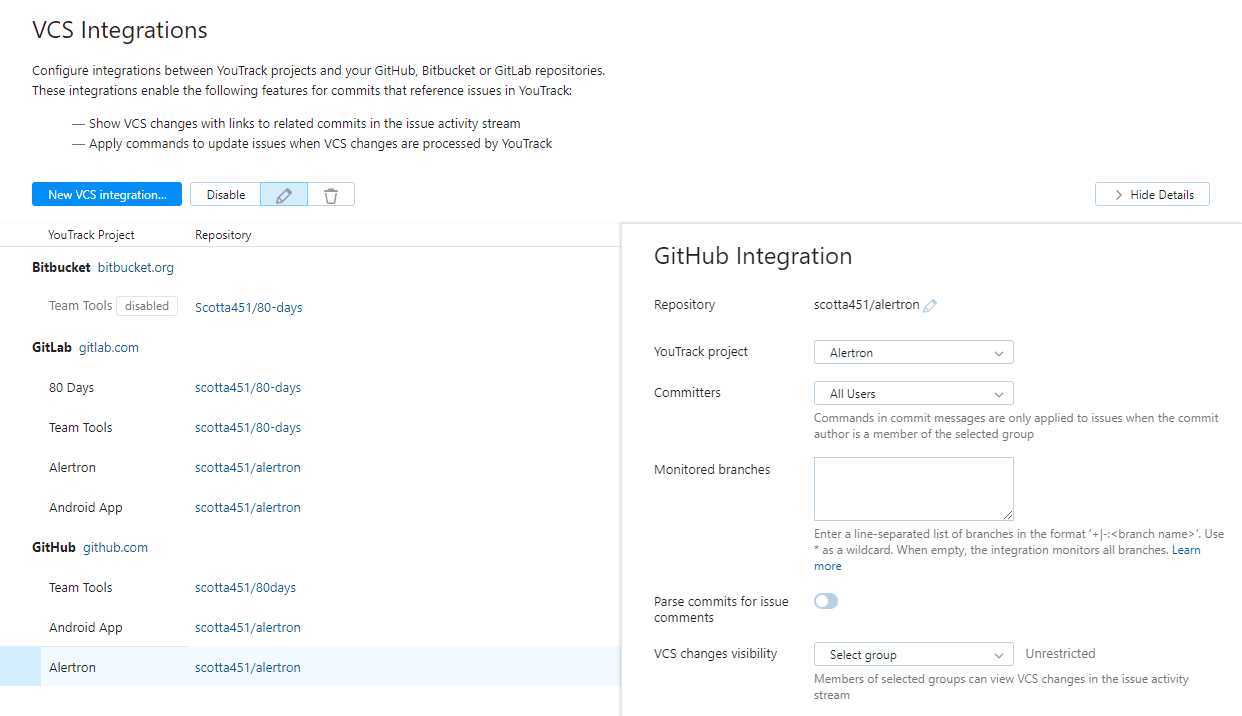 VCS Integrations
Configure integrations between YouTrack projects and your GitHub, Bitbucket or GitLab repositories.
These integrations enable the following features for commits that reference issues in YouTrack:
— Show VCS changes with links to related commits in the issue activity stream
— Apply commands to update issues when VCS changes are processed by YouTrack
New VCS integration... Disable Hide Details
YouTrack Project Repository
Bitbucket bitbucket.org
Team Tools disabled Scotta451/80-days
GitLab gitlab.com
80 Days scotta451/80-days
Team Tools scotta451/80-days
Alertron scotta451/alertron
Android App scotta451/alertron
GitHub github.com
Team Tools scotta451/80days
Android App scotta451/alertron
Alertron scotta451/alertron
GitHub Integration
Repository scotta451/alertron
YouTrack project Alertron
Committers All Users
Commands in commit messages are only applied to issues when the commit
author is a member of the selected group
Monitored branches
Enter a line-separated list of branches in the format '+|-:<branch name>'. Use
* as a wildcard. When empty, the integration monitors all branches. Learn
more
Parse commits for issue
comments
VCS changes visibility Select group Unrestricted
Members of selected groups can view VCS changes in the issue activity
stream